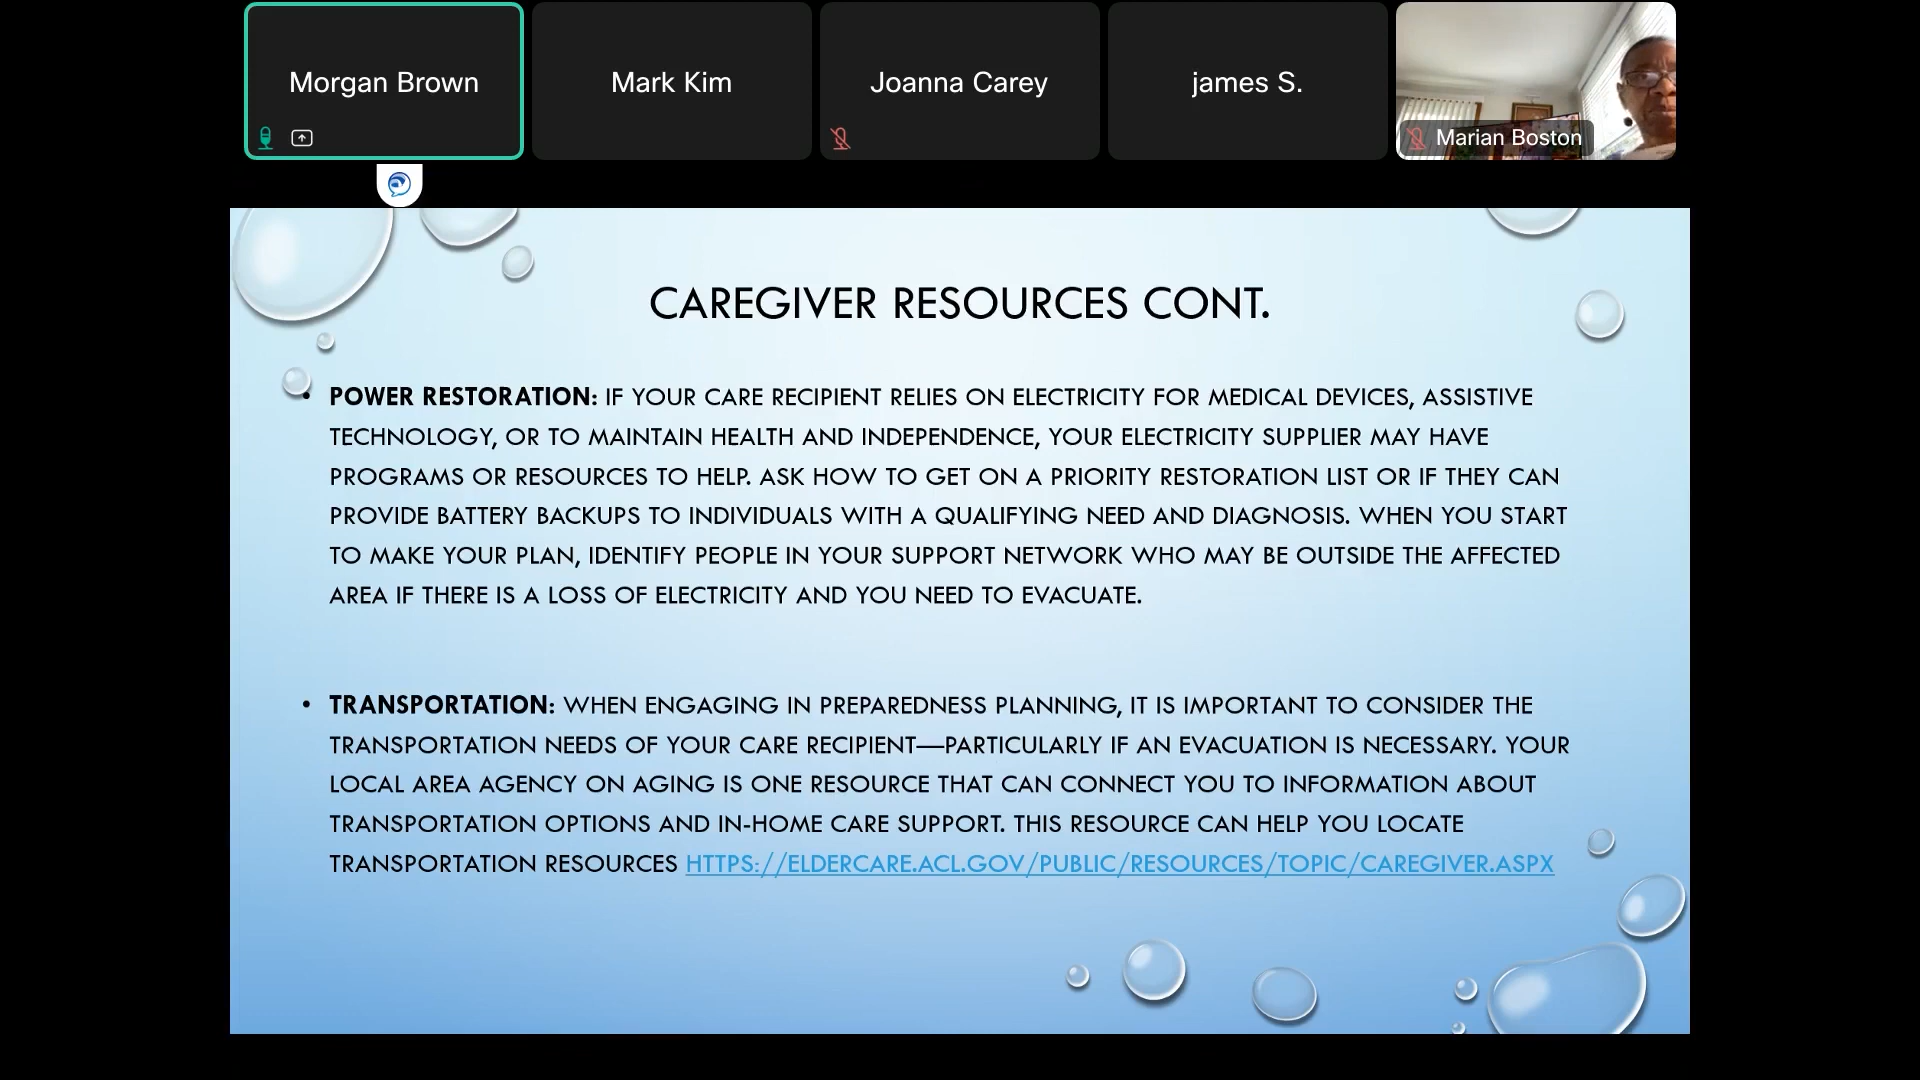 Morgan Brown
Mark Kim
Joanna Carey
james S.
Marian Boston
CAREGIVER RESOURCES CONT.
• POWER RESTORATION: IF YOUR CARE RECIPIENT RELIES ON ELECTRICITY FOR MEDICAL DEVICES, ASSISTIVE
TECHNOLOGY, OR TO MAINTAIN HEALTH AND INDEPENDENCE, YOUR ELECTRICITY SUPPLIER MAY HAVE
PROGRAMS OR RESOURCES TO HELP. ASK HOW TO GET ON A PRIORITY RESTORATION LIST OR IF THEY CAN
PROVIDE BATTERY BACKUPS TO INDIVIDUALS WITH A QUALIFYING NEED AND DIAGNOSIS. WHEN YOU START
TO MAKE YOUR PLAN, IDENTIFY PEOPLE IN YOUR SUPPORT NETWORK WHO MAY BE OUTSIDE THE AFFECTED
AREA IF THERE IS A LOSS OF ELECTRICITY AND YOU NEED TO EVACUATE.
• TRANSPORTATION: WHEN ENGAGING IN PREPAREDNESS PLANNING, IT IS IMPORTANT TO CONSIDER THE
TRANSPORTATION NEEDS OF YOUR CARE RECIPIENT—PARTICULARLY IF AN EVACUATION IS NECESSARY. YOUR
LOCAL AREA AGENCY ON AGING IS ONE RESOURCE THAT CAN CONNECT YOU TO INFORMATION ABOUT
TRANSPORTATION OPTIONS AND IN-HOME CARE SUPPORT. THIS RESOURCE CAN HELP YOU LOCATE
TRANSPORTATION RESOURCES HTTPS://ELDERCARE.ACL.GOV/PUBLIC/RESOURCES/TOPIC/CAREGIVER.ASPX